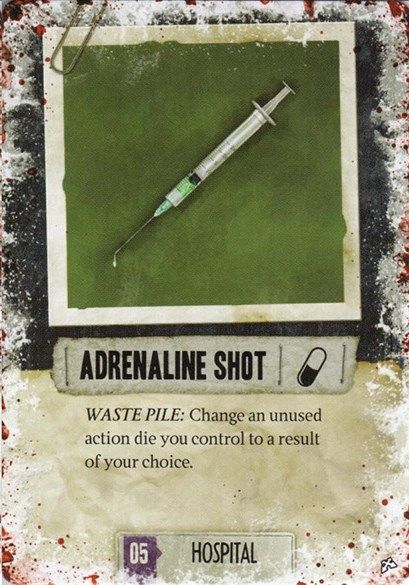 ADRENALINE SHOT
WASTE PILE: Change an unused
action die you control to a result
of your choice.
05 HOSPITAL